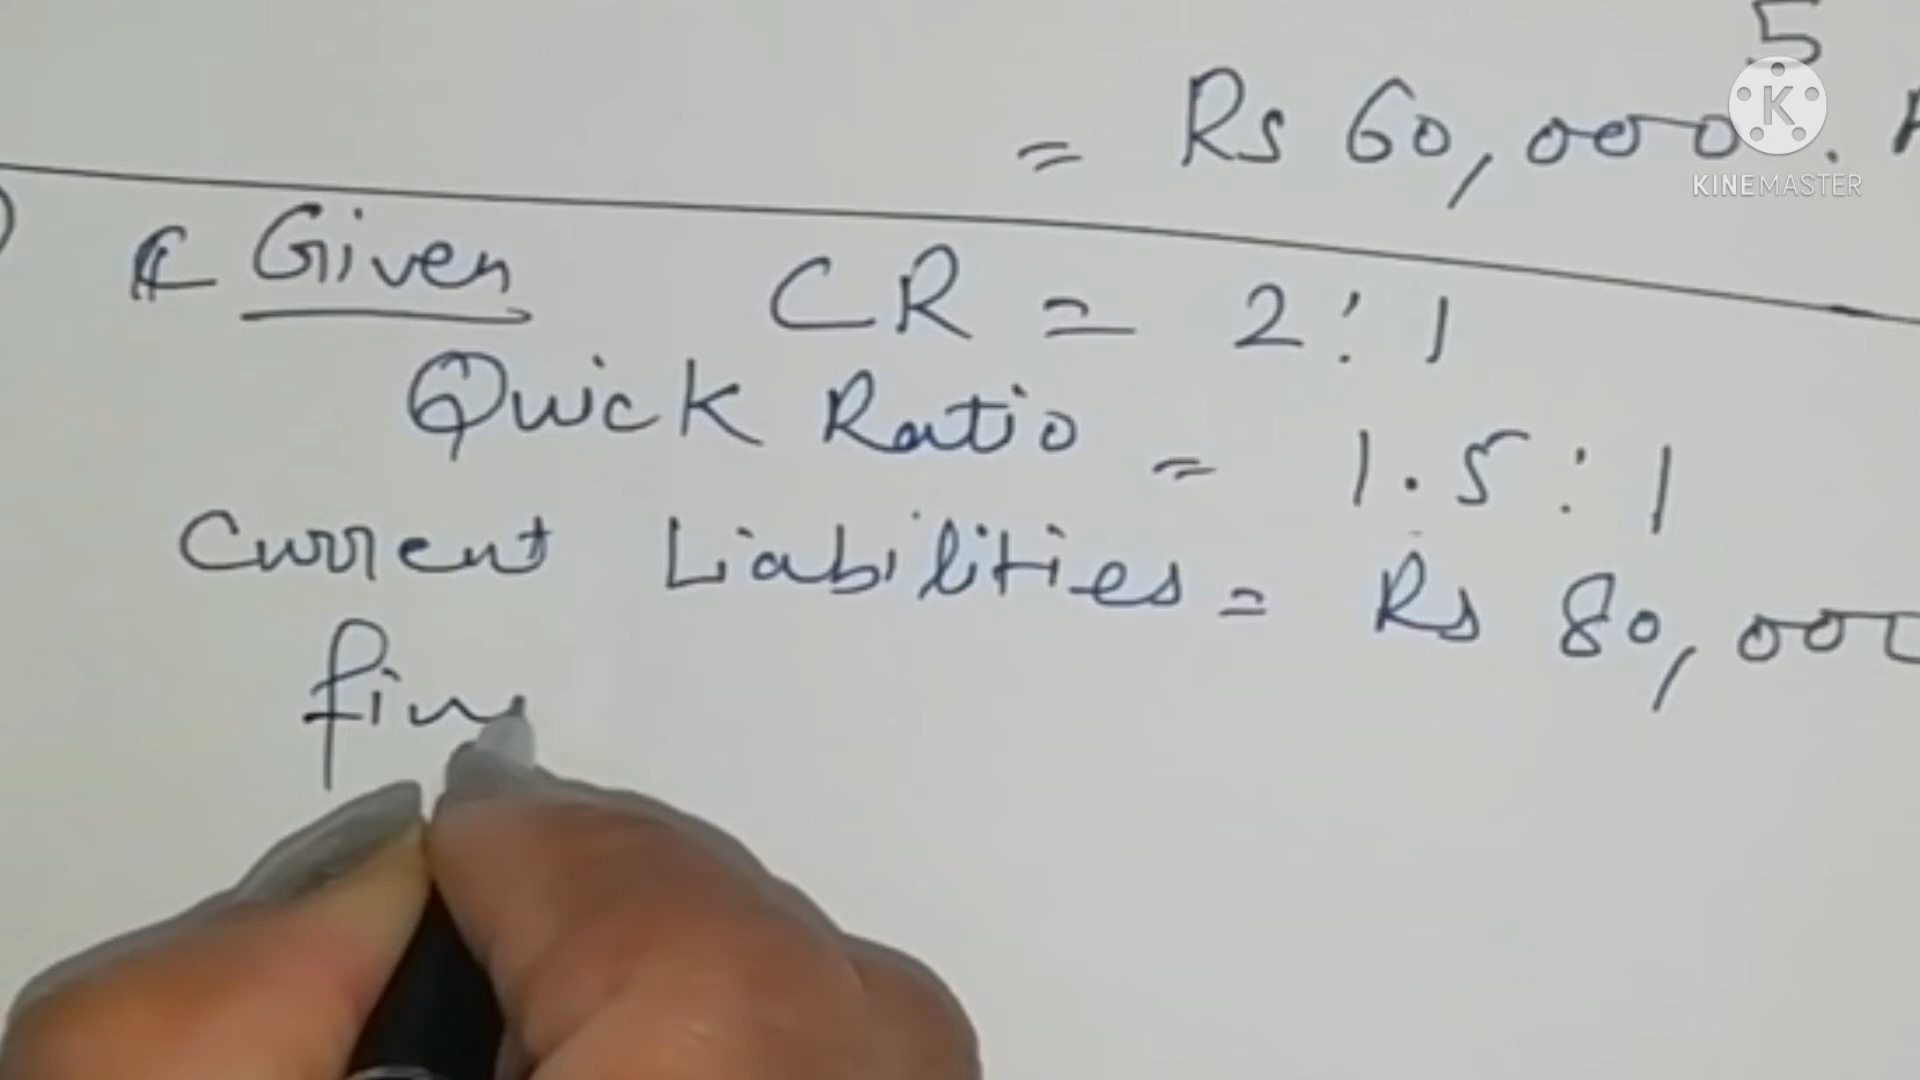 5
= Rs 60,000.
KINEMASTER
Given CR = 2:1
Quick Ratio = 1.5:1
Current Liabilities = Rs 80,000
fin